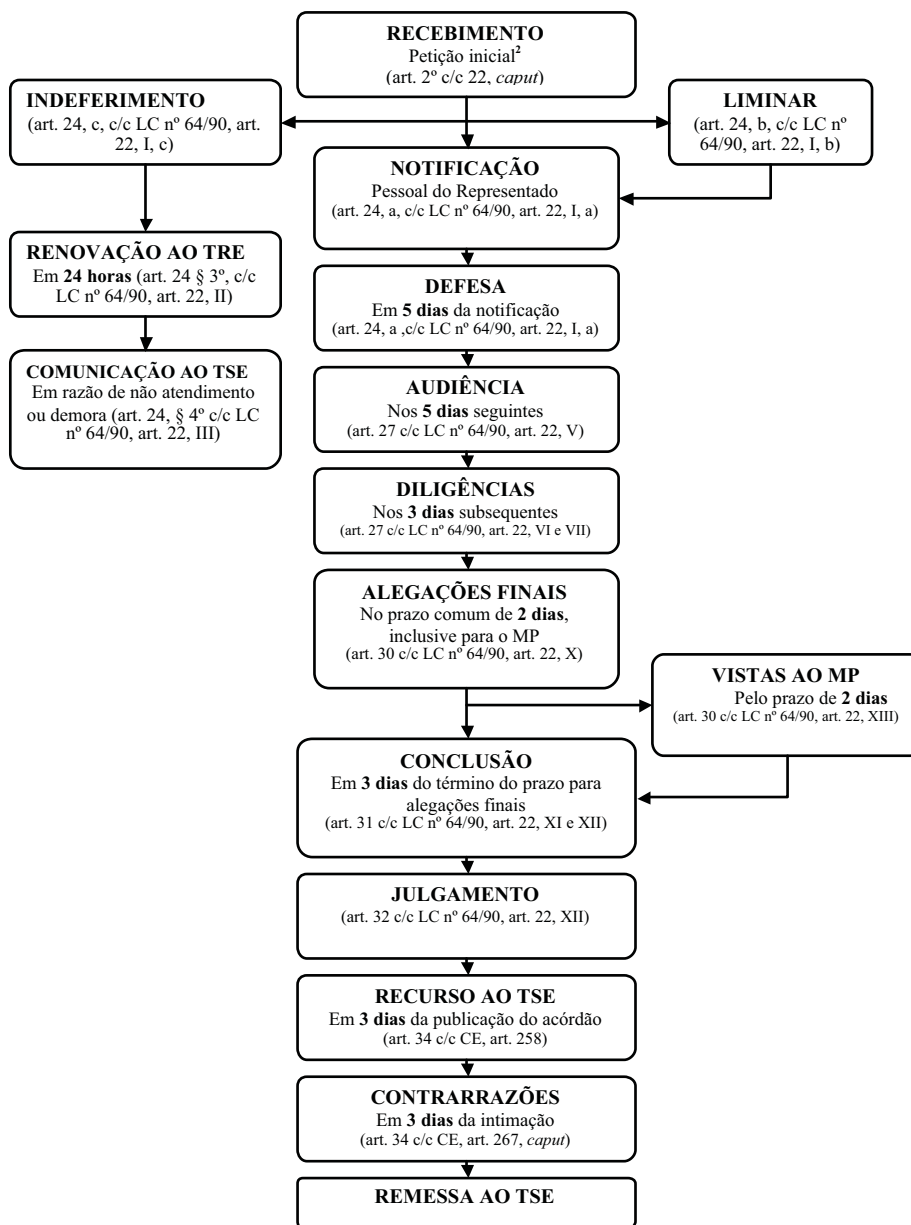 RECEBIMENTO
Petição inicial²
(art. 2º c/c 22, caput)
INDEFERIMENTO
(art. 24, c, c/c LC nº 64/90, art.
22, I, c)
LIMINAR
(art. 24, b, c/c LC nº
64/90, art. 22, I, b)
NOTIFICAÇÃO
Pessoal do Representado
(art. 24, a, c/c LC nº 64/90, art. 22, I, a)
RENOVAÇÃO AO TRE
Em 24 horas (art. 24 § 3º, c/c
LC nº 64/90, art. 22, II)
DEFESA
Em 5 dias da notificação
(art. 24, a ,c/c LC nº 64/90, art. 22, I, a)
COMUNICAÇÃO AO TSE
Em razão de não atendimento
ou demora (art. 24, § 4º c/c LC
nº 64/90, art. 22, III)
AUDIÊNCIA
Nos 5 dias seguintes
(art. 27 c/c LC nº 64/90, art. 22, V)
DILIGÊNCIAS
Nos 3 dias subsequentes
(art. 27 c/c LC nº 64/90, art. 22, VI e VII)
ALEGAÇÕES FINAIS
No prazo comum de 2 dias,
inclusive para o MP
(art. 30 c/c LC nº 64/90, art. 22, X)
VISTAS AO MP
Pelo prazo de 2 dias
(art. 30 c/c LC nº 64/90, art. 22, XIII)
CONCLUSÃO
Em 3 dias do término do prazo para
alegações finais
(art. 31 c/c LC nº 64/90, art. 22, XI e XII)
JULGAMENTO
(art. 32 c/c LC nº 64/90, art. 22, XII)
RECURSO AO TSE
Em 3 dias da publicação do acórdão
(art. 34 c/c CE, art. 258)
CONTRARRAZÕES
Em 3 dias da intimação
(art. 34 c/c CE, art. 267, caput)
REMESSA AO TSE